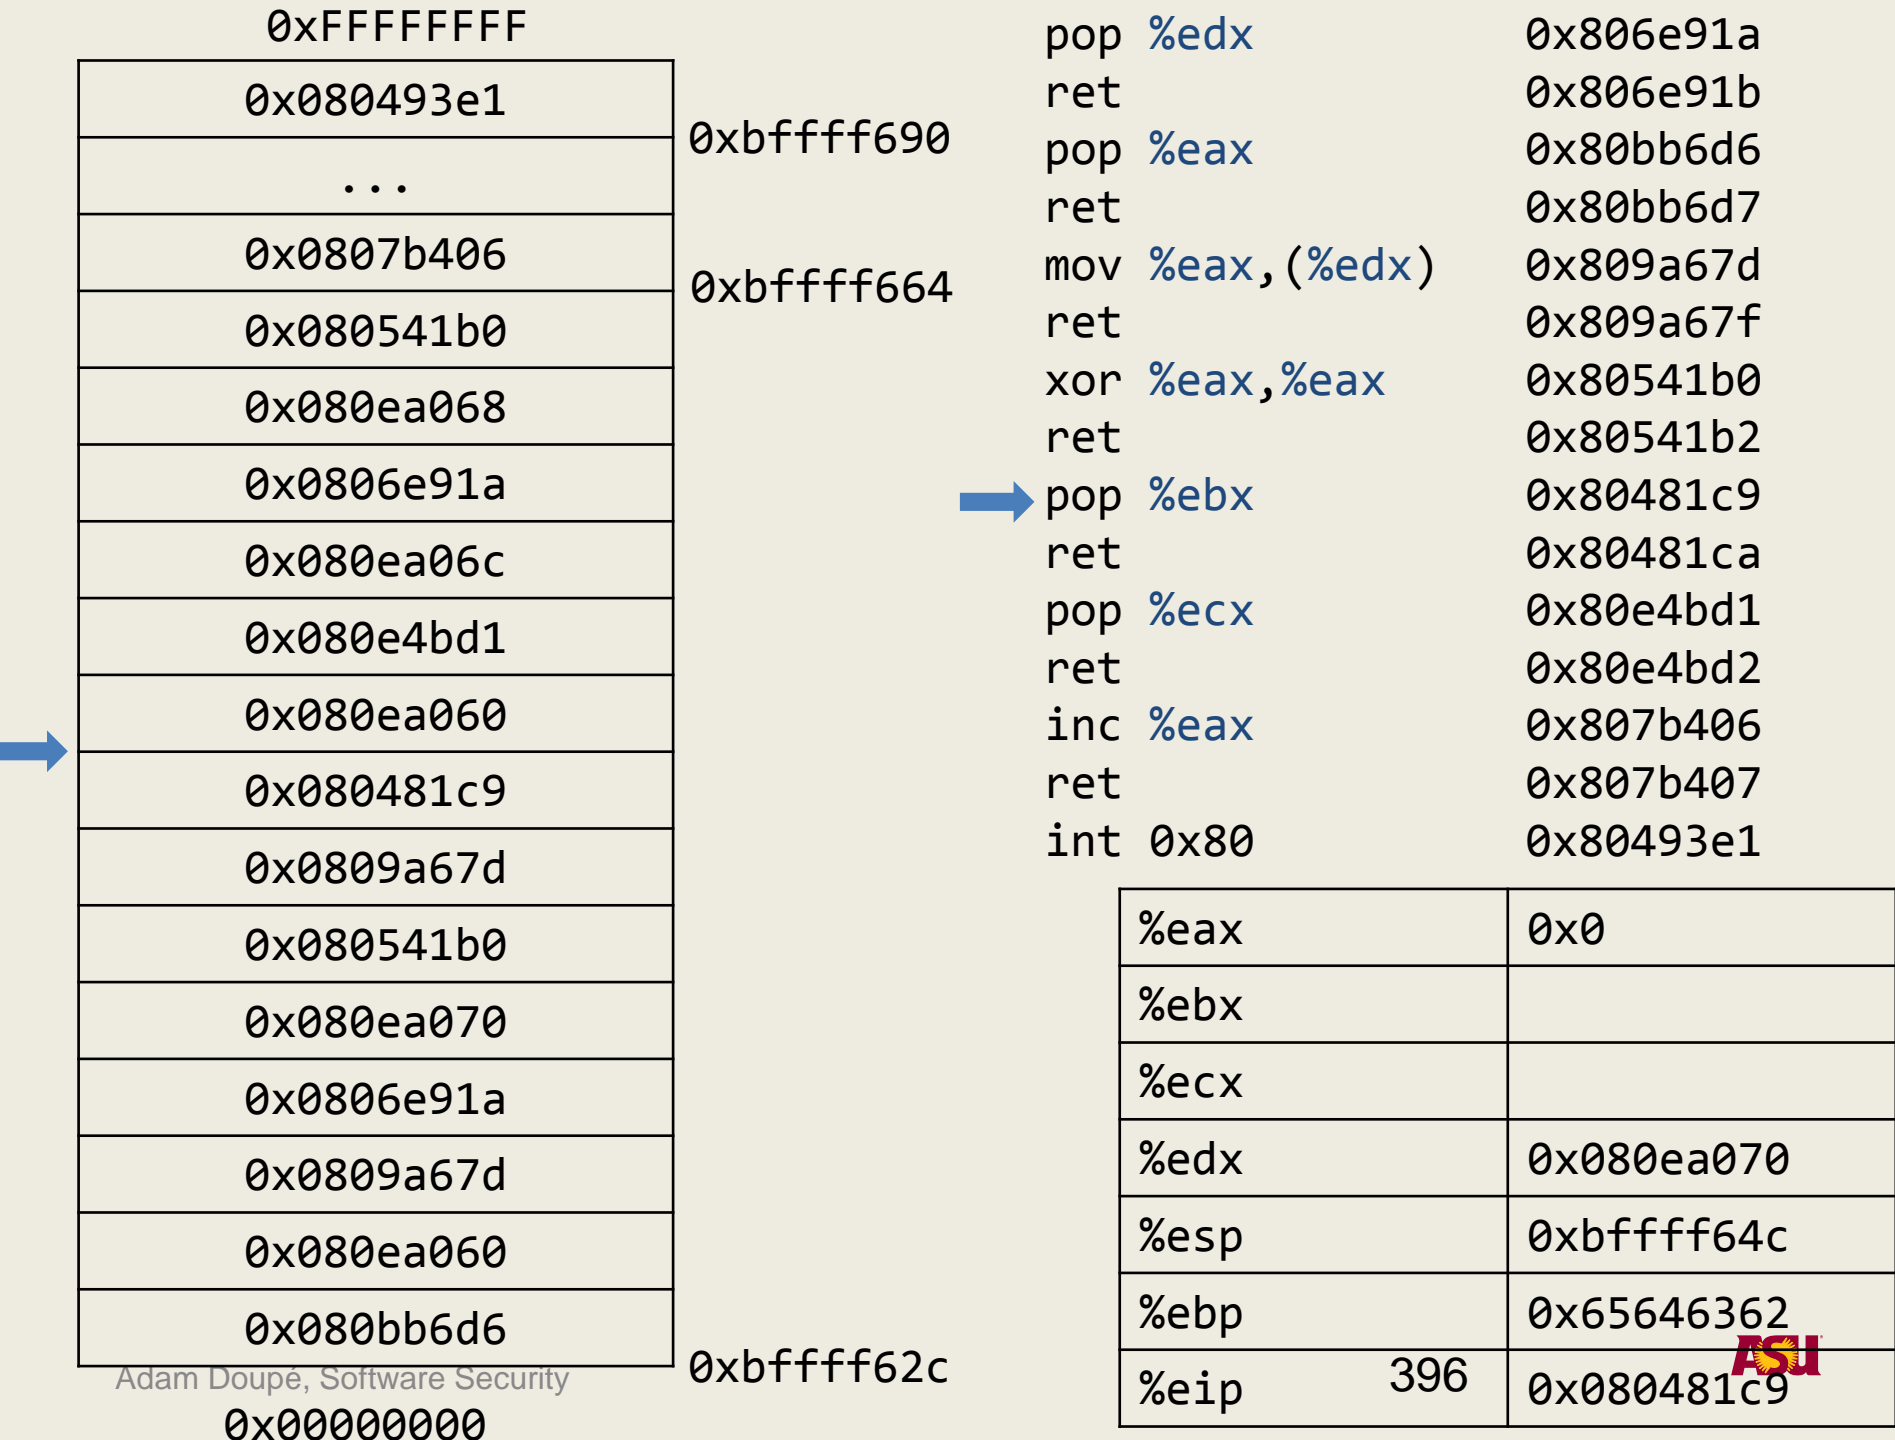 0xFFFFFFFF
0x080493e1
0xbffff690
...
0x0807b406
0xbffff664
0x080541b0
0x080ea068
0x0806e91a
0x080ea06c
0x080e4bd1
0x080ea060
0x080481c9
0x0809a67d
0x080541b0
0x080ea070
0x0806e91a
0x0809a67d
0x080ea060
0x080bb6d6
0xbffff62c
Adam Doupé, Software Security
0x00000000
pop %edx 0x806e91a
ret 0x806e91b
pop %eax 0x80bb6d6
ret 0x80bb6d7
mov %eax,(%edx) 0x809a67d
ret 0x809a67f
xor %eax,%eax 0x80541b0
ret 0x80541b2
pop %ebx 0x80481c9
ret 0x80481ca
pop %ecx 0x80e4bd1
ret 0x80e4bd2
inc %eax 0x807b406
ret 0x807b407
int 0x80 0x80493e1
%eax 0x0
%ebx
%ecx
%edx 0x080ea070
%esp 0xbffff64c
%ebp 0x65646362
%eip 0x080481c9
396
ASU